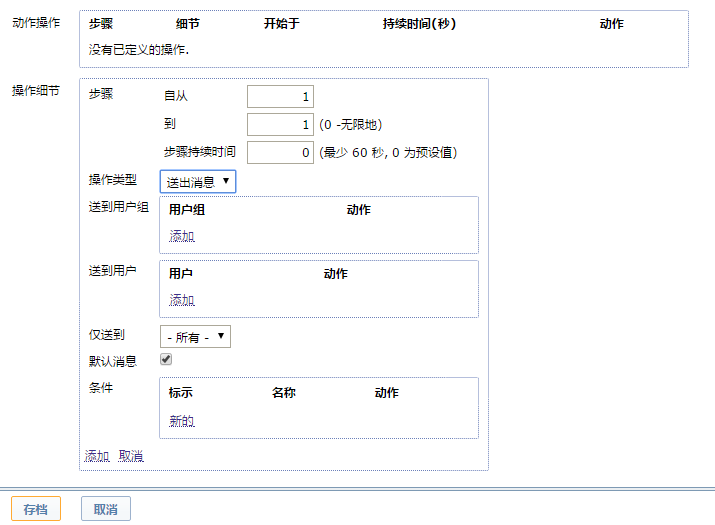 动作操作 步骤 细节 开始于 持续时间(秒) 动作
没有已定义的操作.
操作细节 步骤 自从 1
到 1 (0 -无限地)
步骤持续时间 0 (最少 60 秒, 0 为预设值)
操作类型 送出消息
送到用户组 用户组 动作
添加
送到用户 用户 动作
添加
仅送到 - 所有 -
默认消息
条件 标示 名称 动作
新的
添加 取消
存档 取消